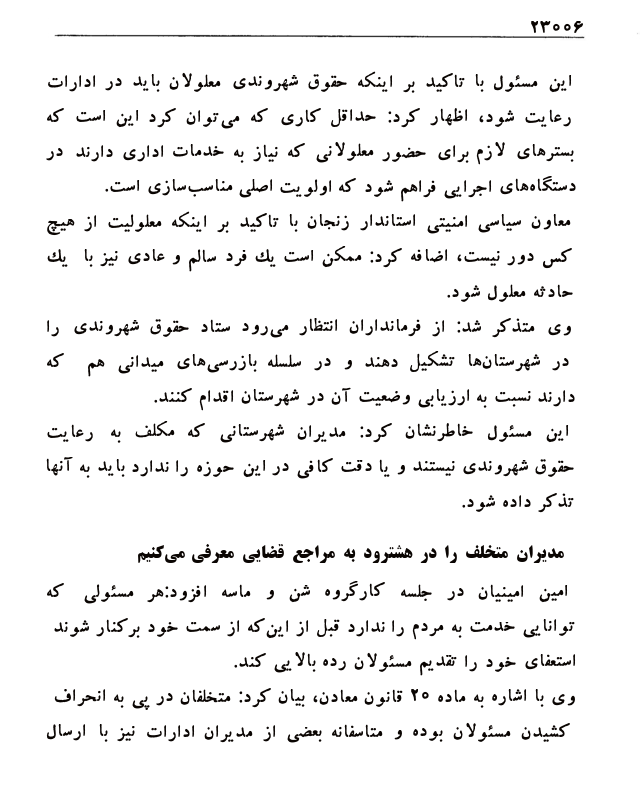 ۲۳۰۰۶
این مسئول با تاکید بر اینکه حقوق شهروندی معلولان باید در ادارات
رعایت شود، اظهار کرد: حداقل کاری که می‌توان کرد این است که
بسترهای لازم برای حضور معلولانی که نیاز به خدمات اداری دارند در
دستگاه‌های اجرایی فراهم شود که اولویت اصلی مناسب‌سازی است.
معاون سیاسی امنیتی استاندار زنجان با تاکید بر اینکه معلولیت از هیچ
کس دور نیست، اضافه کرد: ممکن است یك فرد سالم و عادی نیز با یك
حادثه معلول شود.
وی متذکر شد: از فرمانداران انتظار می‌رود ستاد حقوق شهروندی را
در شهرستان‌ها تشکیل دهند و در سلسله بازرسی‌های میدانی هم که
دارند نسبت به ارزیابی وضعیت آن در شهرستان اقدام کنند.
این مسئول خاطرنشان کرد: مدیران شهرستانی که مکلف به رعایت
حقوق شهروندی نیستند و یا دقت کافی در این حوزه را ندارد باید به آنها
تذکر داده شود.
مدیران متخلف را در هشترود به مراجع قضایی معرفی می‌کنیم
امین امینیان در جلسه کارگروه شن و ماسه افزود:هر مسئولی که
توانایی خدمت به مردم را ندارد قبل از این‌که از سمت خود برکنار شوند
استعفای خود را تقدیم مسئولان رده بالایی کند.
وی با اشاره به ماده ۲۰ قانون معادن، بیان کرد: متخلفان در پی به انحراف
کشیدن مسئولان بوده و متاسفانه بعضی از مدیران ادارات نیز با ارسال